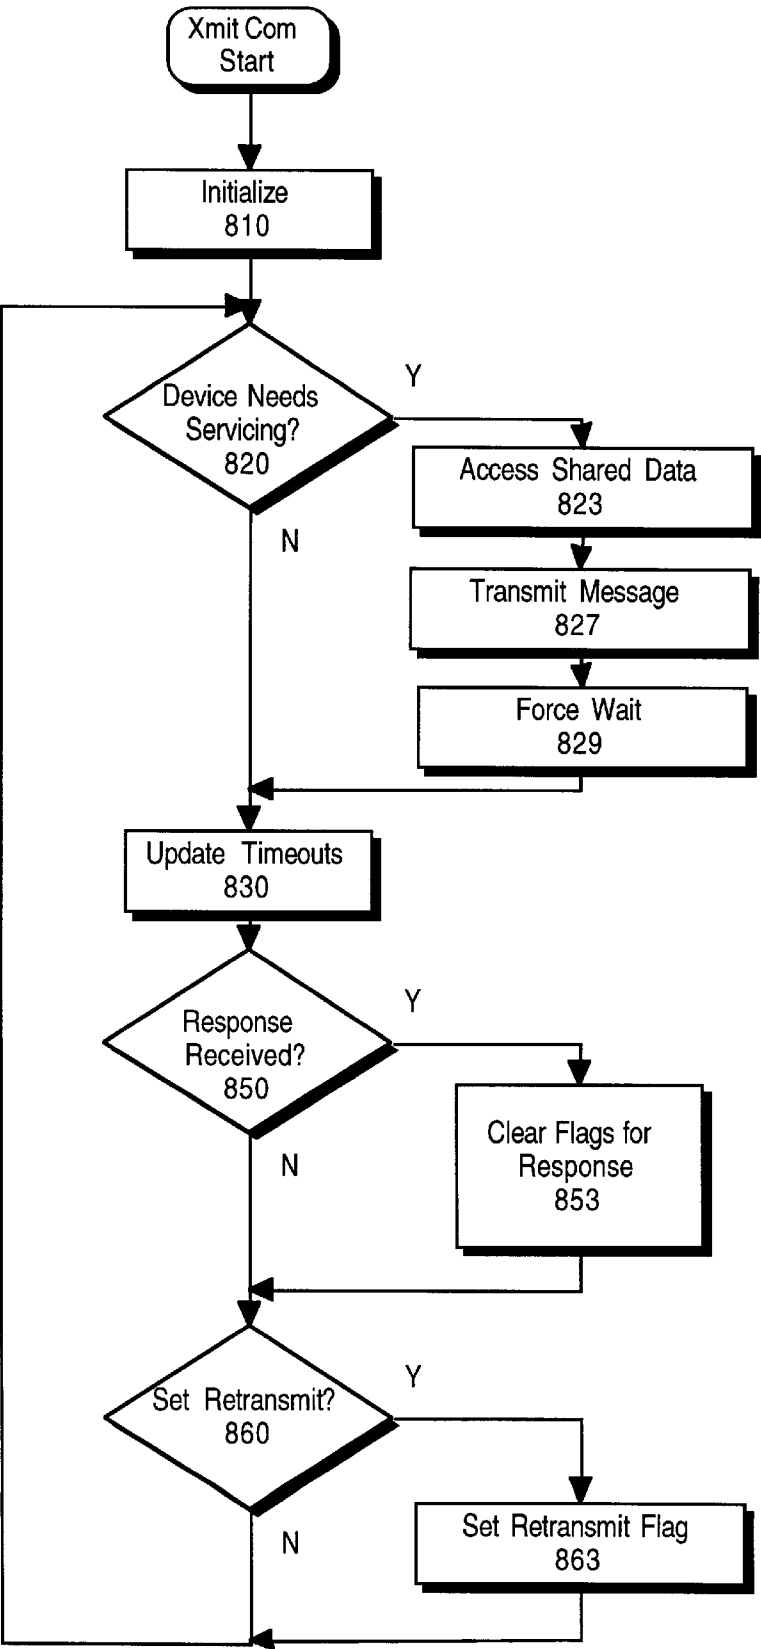 Xmit Com
Start
Initialize
810
Device Needs
Servicing?
820
Y
N
Access Shared Data
823
Transmit Message
827
Force Wait
829
Update Timeouts
830
Response
Received?
850
Y
N
Clear Flags for
Response
853
Set Retransmit?
860
Y
N
Set Retransmit Flag
863